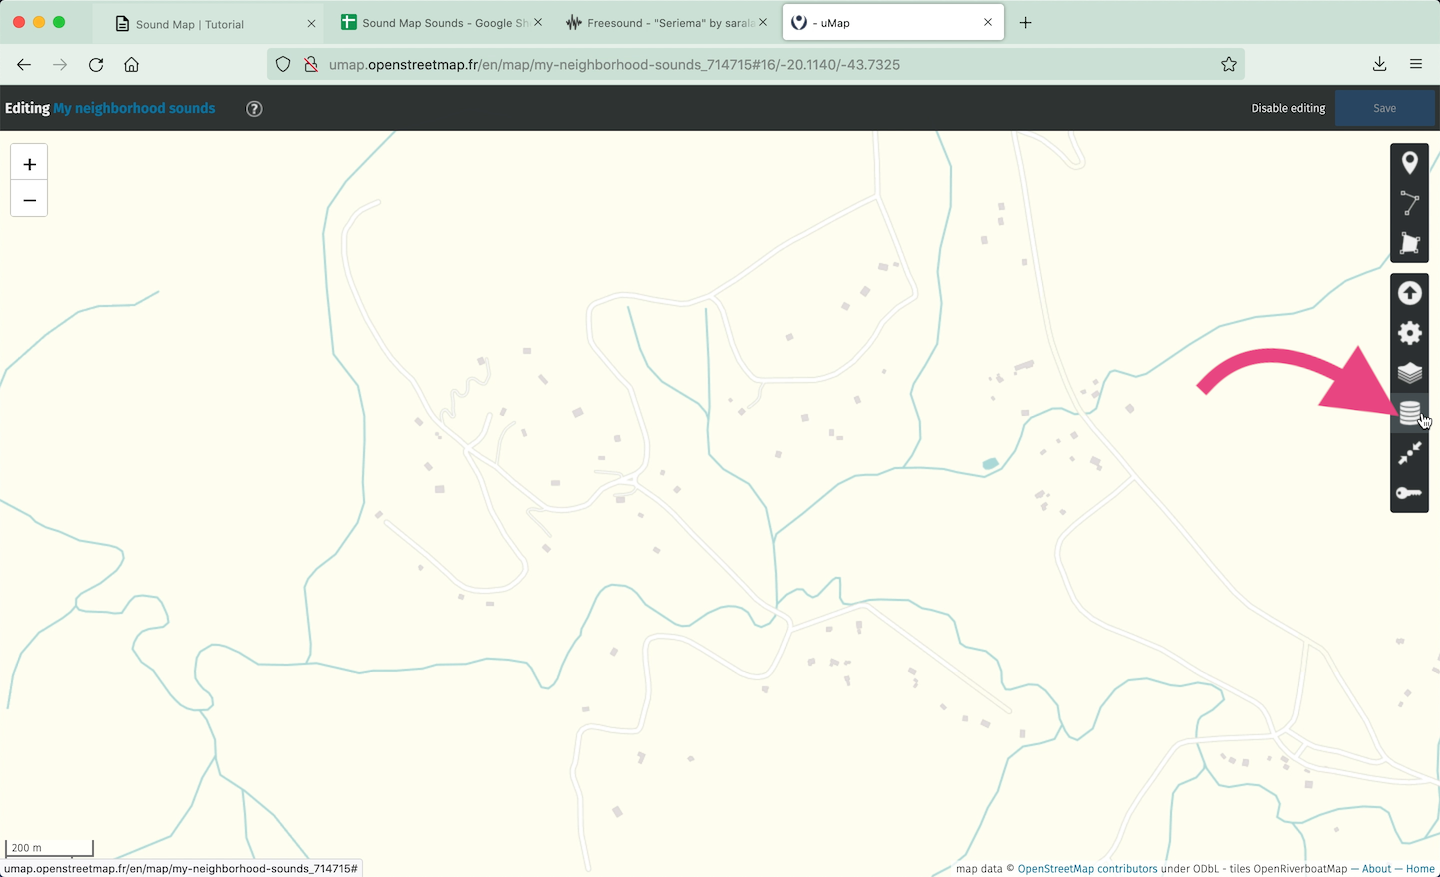 Sound Map | Tutorial
Sound Map Sounds - Google Sh
Freesound - "Seriema" by sarala
- uMap
umap.openstreetmap.fr/en/map/my-neighborhood-sounds_714715#16/-20.1140/-43.7325
Editing My neighborhood sounds
?
Disable editing
Save
+
−
200 m
umap.openstreetmap.fr/en/map/my-neighborhood-sounds_714715#
map data © OpenStreetMap contributors under ODbL - tiles OpenRiverboatMap — About — Home